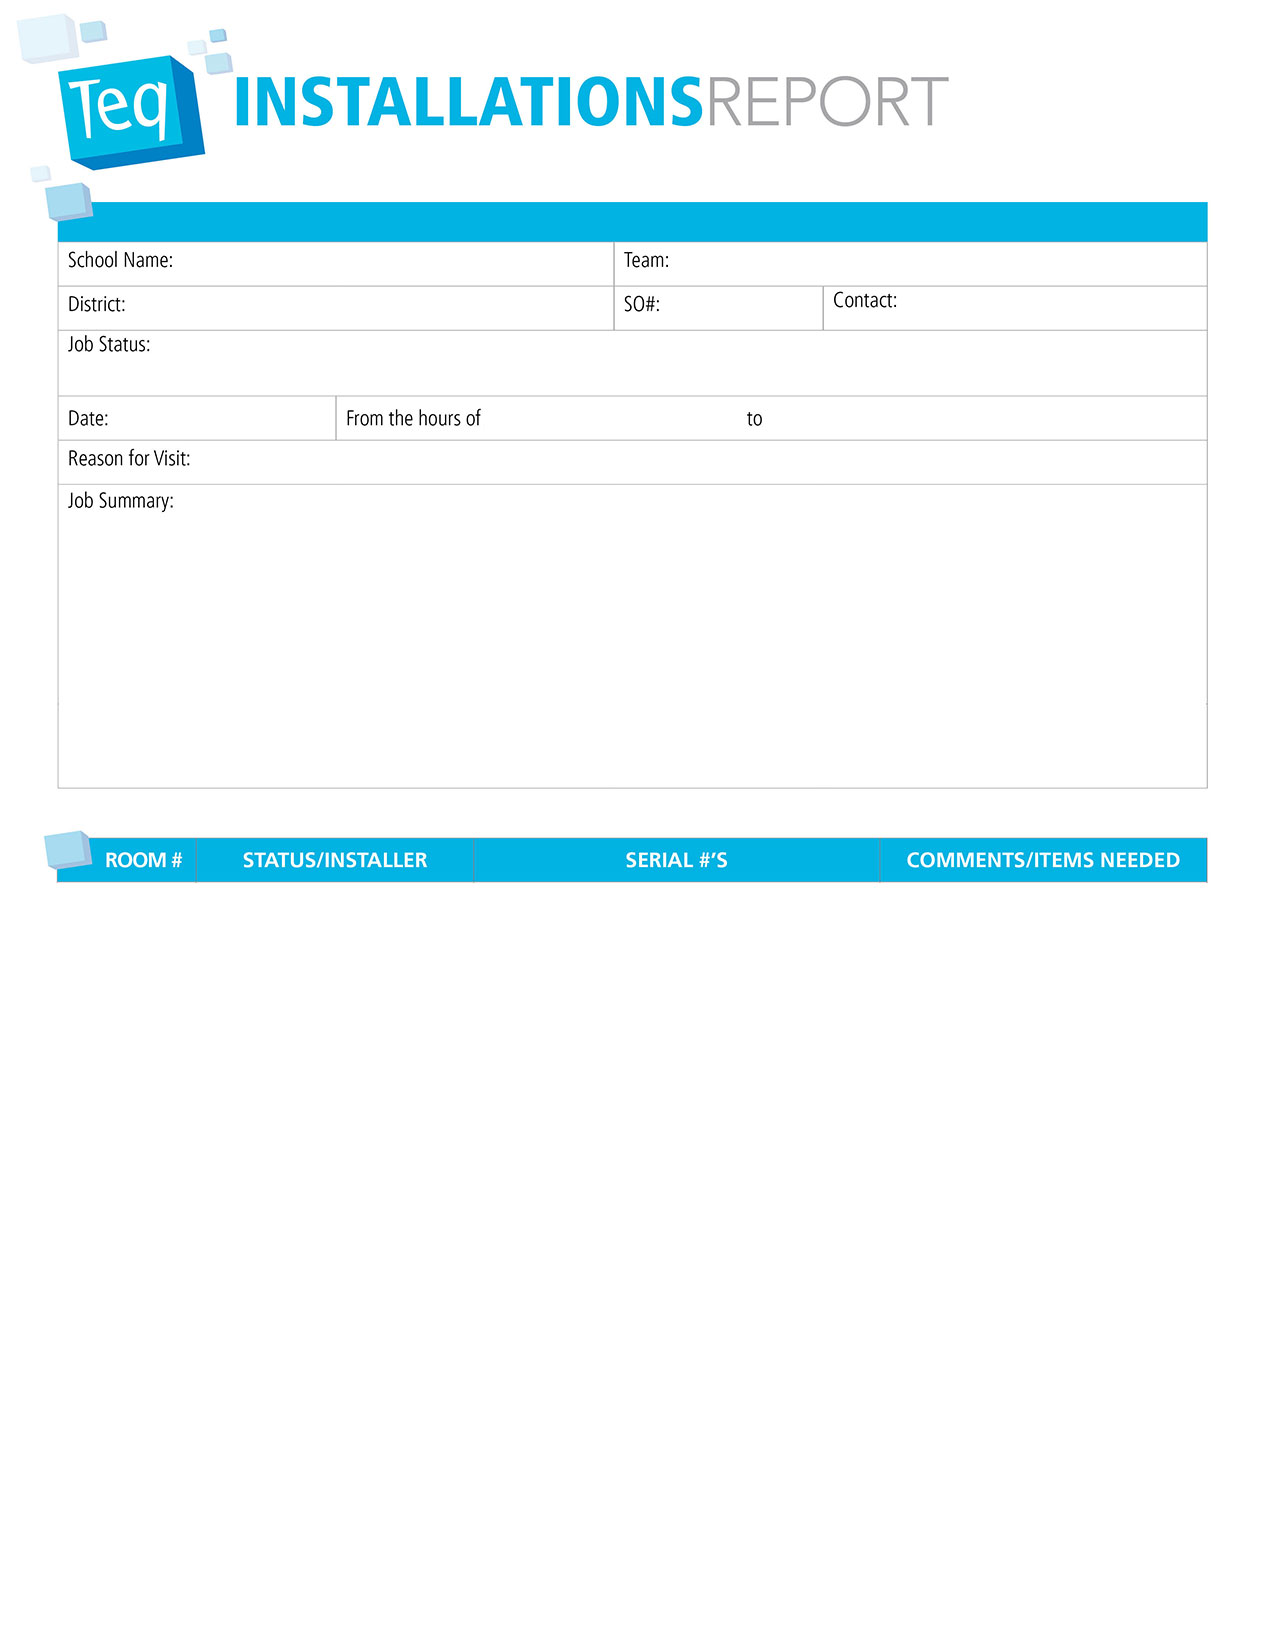 Teq
INSTALLATIONSREPORT
School Name:
Team:
District:
SO#:
Contact:
Job Status:
Date:
From the hours of to
Reason for Visit:
Job Summary:
ROOM # STATUS/INSTALLER SERIAL #'S COMMENTS/ITEMS NEEDED